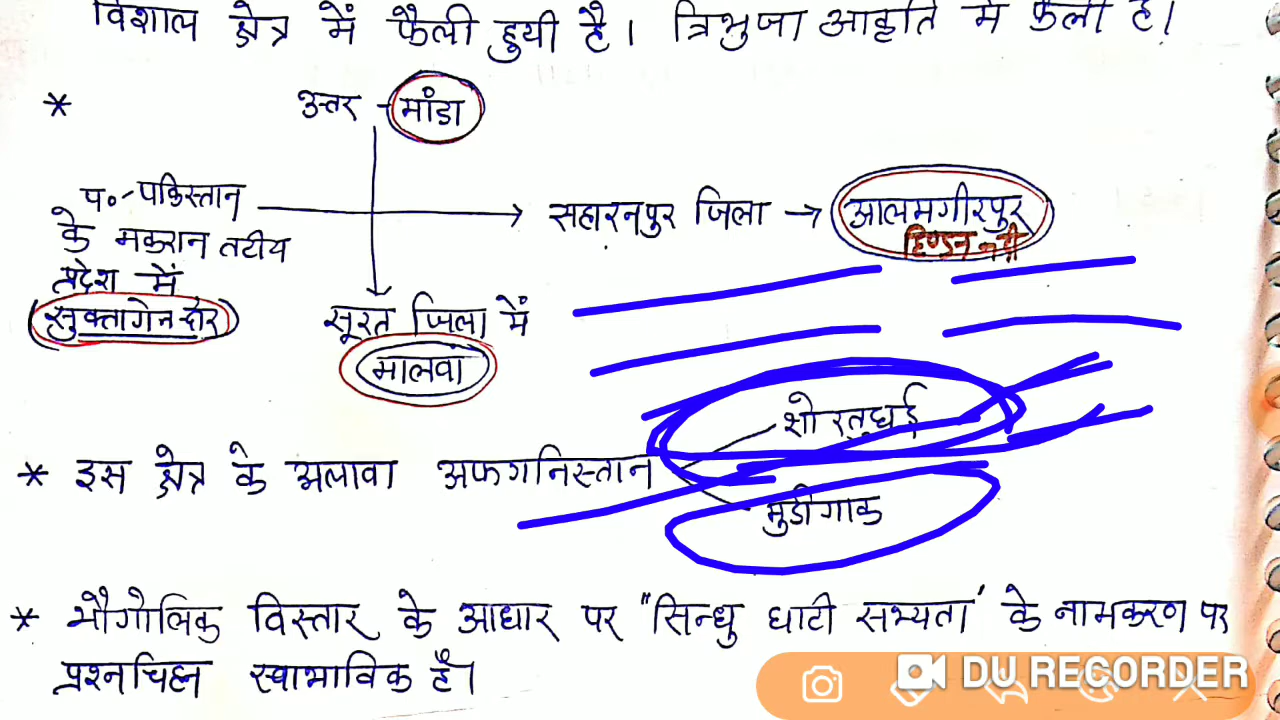 विशाल क्षेत्र में फैली हुयी है। त्रिभुजा आकृति में फैली है।
* उत्तर - माँडा
प०- पकिस्तान
के मकरान तटीय
प्रदेश में
सुक्तागेन दोर
सहारनपुर जिला → आलमगीरपुर
हिण्डन नदी
सूरत जिला में
मालवा
* इस क्षेत्र के अलावा अफगनिस्तान
शोरतुघई
मुडीगाक
* भौगोलिक विस्तार के आधार पर "सिन्धु घाटी सभ्यता' के नामकरण पर
प्रश्नचिह्न स्वाभाविक है।
DU RECORDER